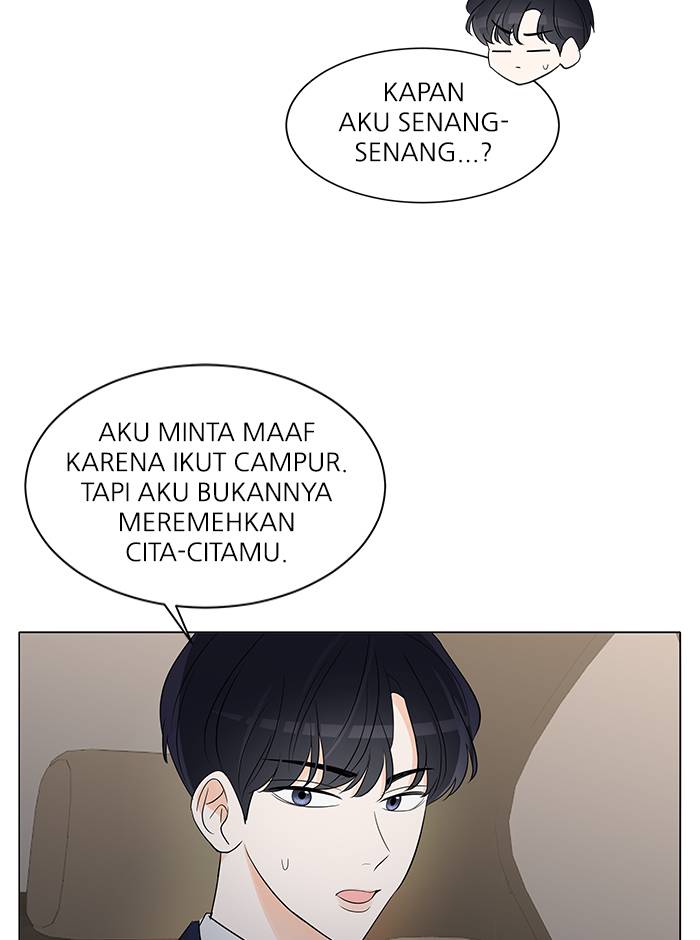 KAPAN
AKU SENANG-
SENANG...?
AKU MINTA MAAF
KARENA IKUT CAMPUR.
TAPI AKU BUKANNYA
MEREMEHKAN
CITA-CITAMU.